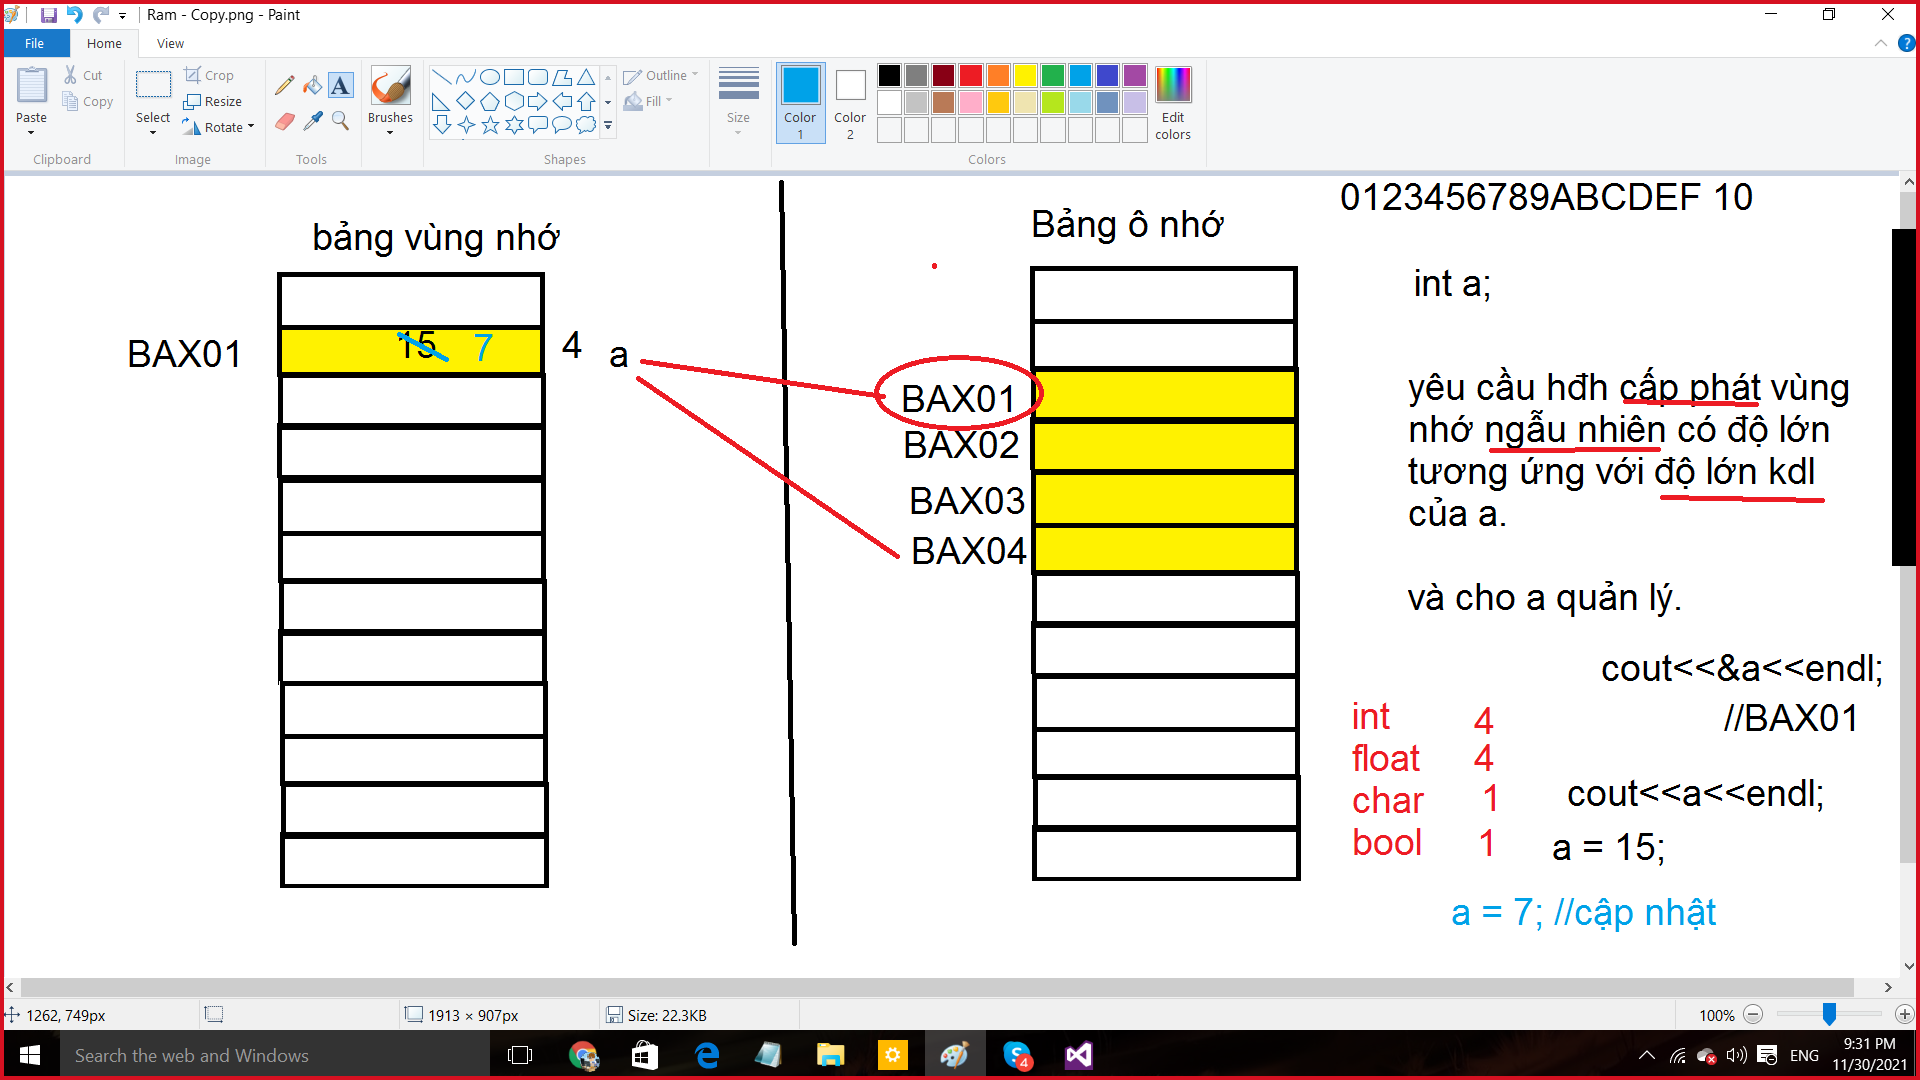 Ram - Copy.png - Paint
File
Home
View
Paste
Cut
Copy
Clipboard
Select
Crop
Resize
Rotate
Image
A
Tools
Brushes
Outline
Fill
Shapes
Size
Color
1
Color
2
Edit
colors
Colors
0123456789ABCDEF 10
bảng vùng nhớ
BAX01
15 7
4
a
Bảng ô nhớ
BAX01
BAX02
BAX03
BAX04
int a;
yêu cầu hđh cấp phát vùng
nhớ ngẫu nhiên có độ lớn
tương ứng với độ lớn kdl
của a.
và cho a quản lý.
cout<<&a<<endl;
//BAX01
int 4
float 4
char 1
bool 1
cout<<a<<endl;
a = 15;
a = 7; //cập nhật
1262, 749px
1913 × 907px
Size: 22.3KB
100%
Search the web and Windows
4
ENG
9:31 PM
11/30/2021